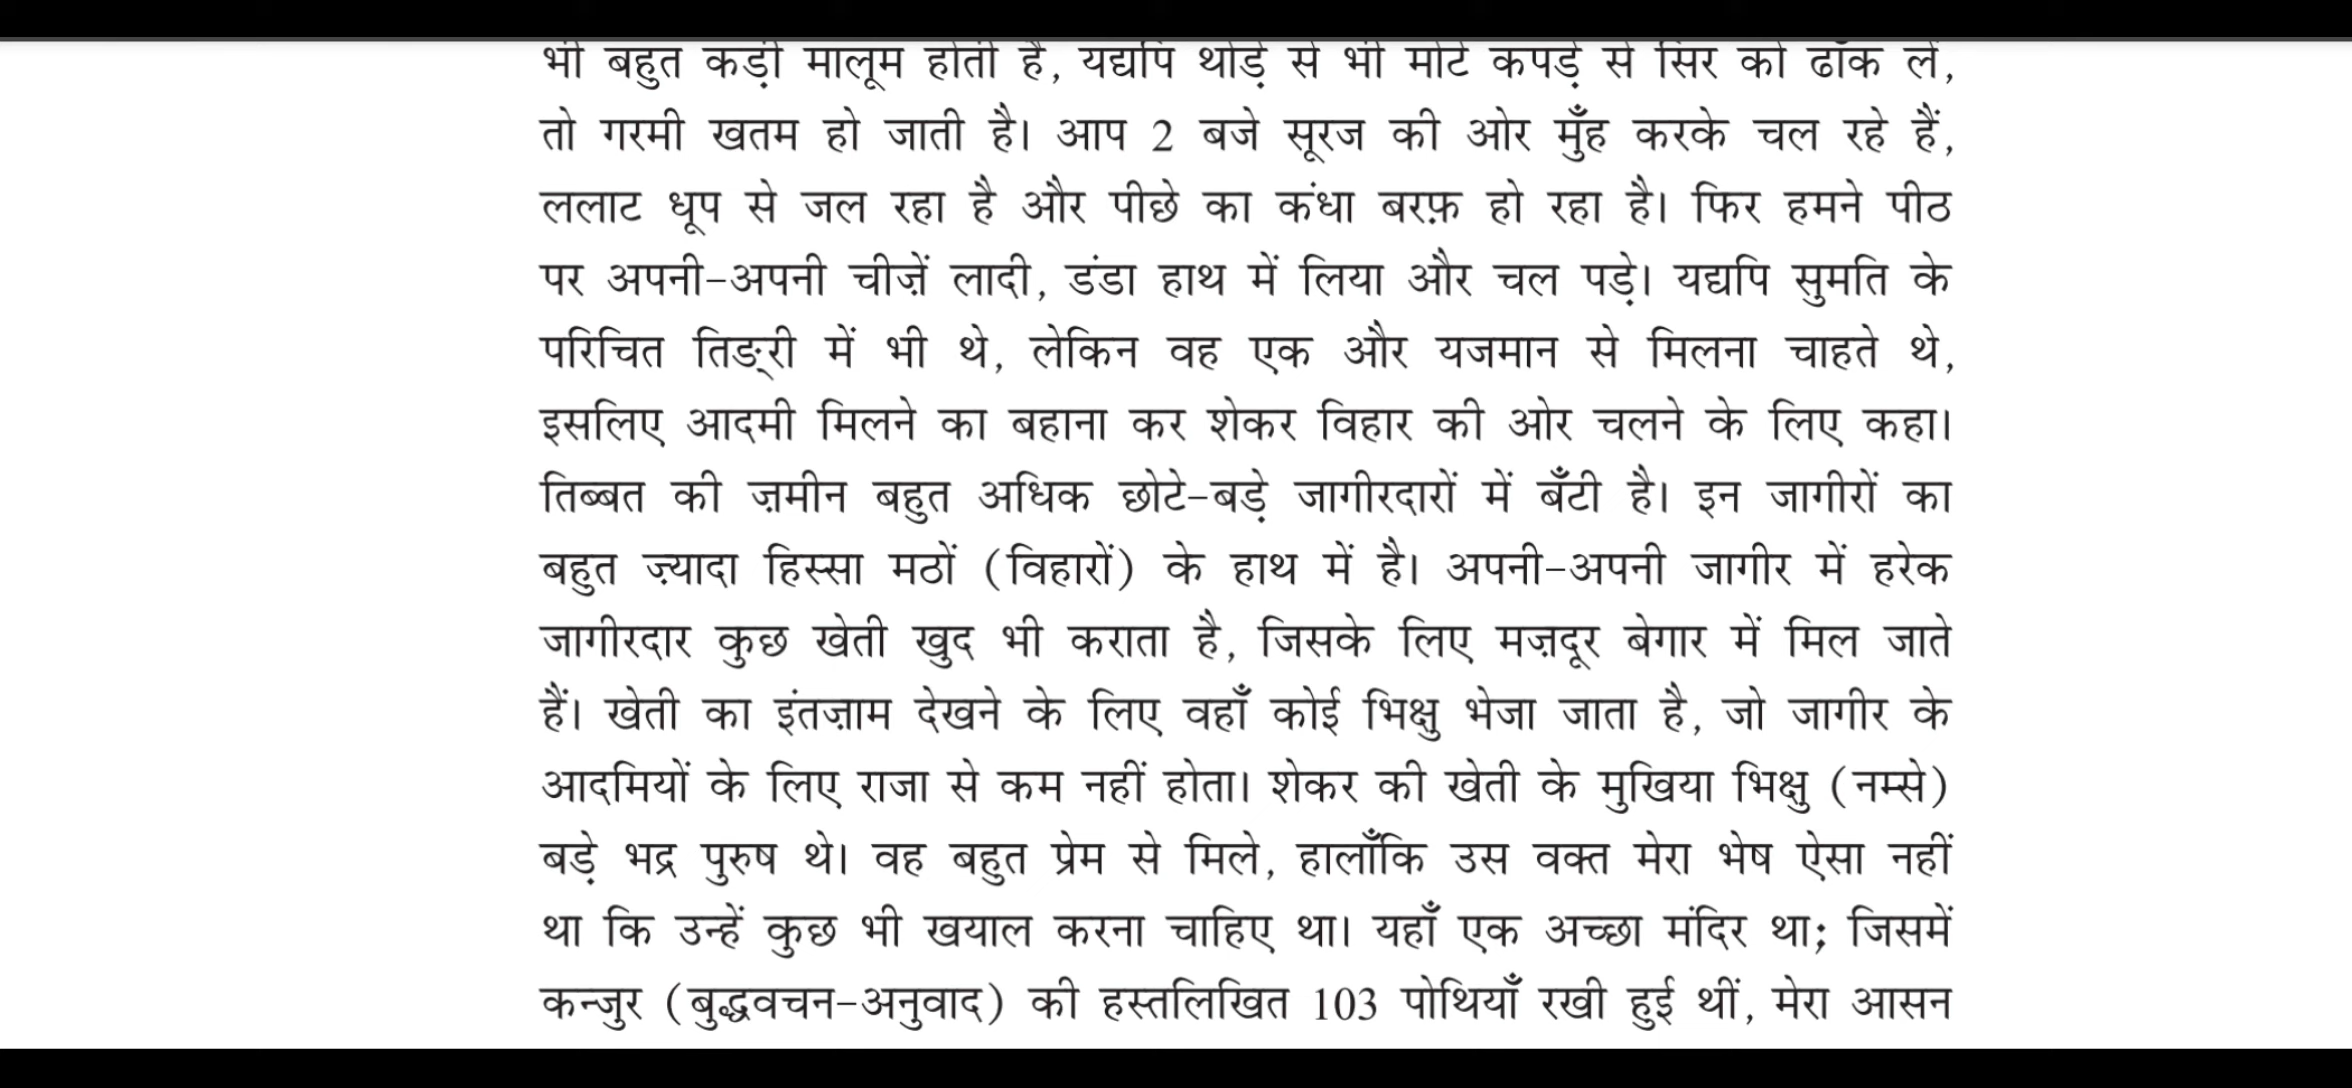 भी बहुत कड़ी मालूम होती है, यद्यपि थोड़े से भी मोटे कपड़े से सिर को ढाँक लें,
तो गरमी खतम हो जाती है। आप 2 बजे सूरज की ओर मुँह करके चल रहे हैं,
ललाट धूप से जल रहा है और पीछे का कंधा बरफ़ हो रहा है। फिर हमने पीठ
पर अपनी-अपनी चीज़ें लादी, डंडा हाथ में लिया और चल पड़े। यद्यपि सुमति के
परिचित तिङ्‌री में भी थे, लेकिन वह एक और यजमान से मिलना चाहते थे,
इसलिए आदमी मिलने का बहाना कर शेकर विहार की ओर चलने के लिए कहा।
तिब्बत की ज़मीन बहुत अधिक छोटे-बड़े जागीरदारों में बँटी है। इन जागीरों का
बहुत ज़्यादा हिस्सा मठों (विहारों) के हाथ में है। अपनी-अपनी जागीर में हरेक
जागीरदार कुछ खेती खुद भी कराता है, जिसके लिए मज़दूर बेगार में मिल जाते
हैं। खेती का इंतज़ाम देखने के लिए वहाँ कोई भिक्षु भेजा जाता है, जो जागीर के
आदमियों के लिए राजा से कम नहीं होता। शेकर की खेती के मुखिया भिक्षु (नम्से)
बड़े भद्र पुरुष थे। वह बहुत प्रेम से मिले, हालाँकि उस वक्त मेरा भेष ऐसा नहीं
था कि उन्हें कुछ भी खयाल करना चाहिए था। यहाँ एक अच्छा मंदिर था; जिसमें
कन्जुर (बुद्धवचन-अनुवाद) की हस्तलिखित 103 पोथियाँ रखी हुई थीं, मेरा आसन